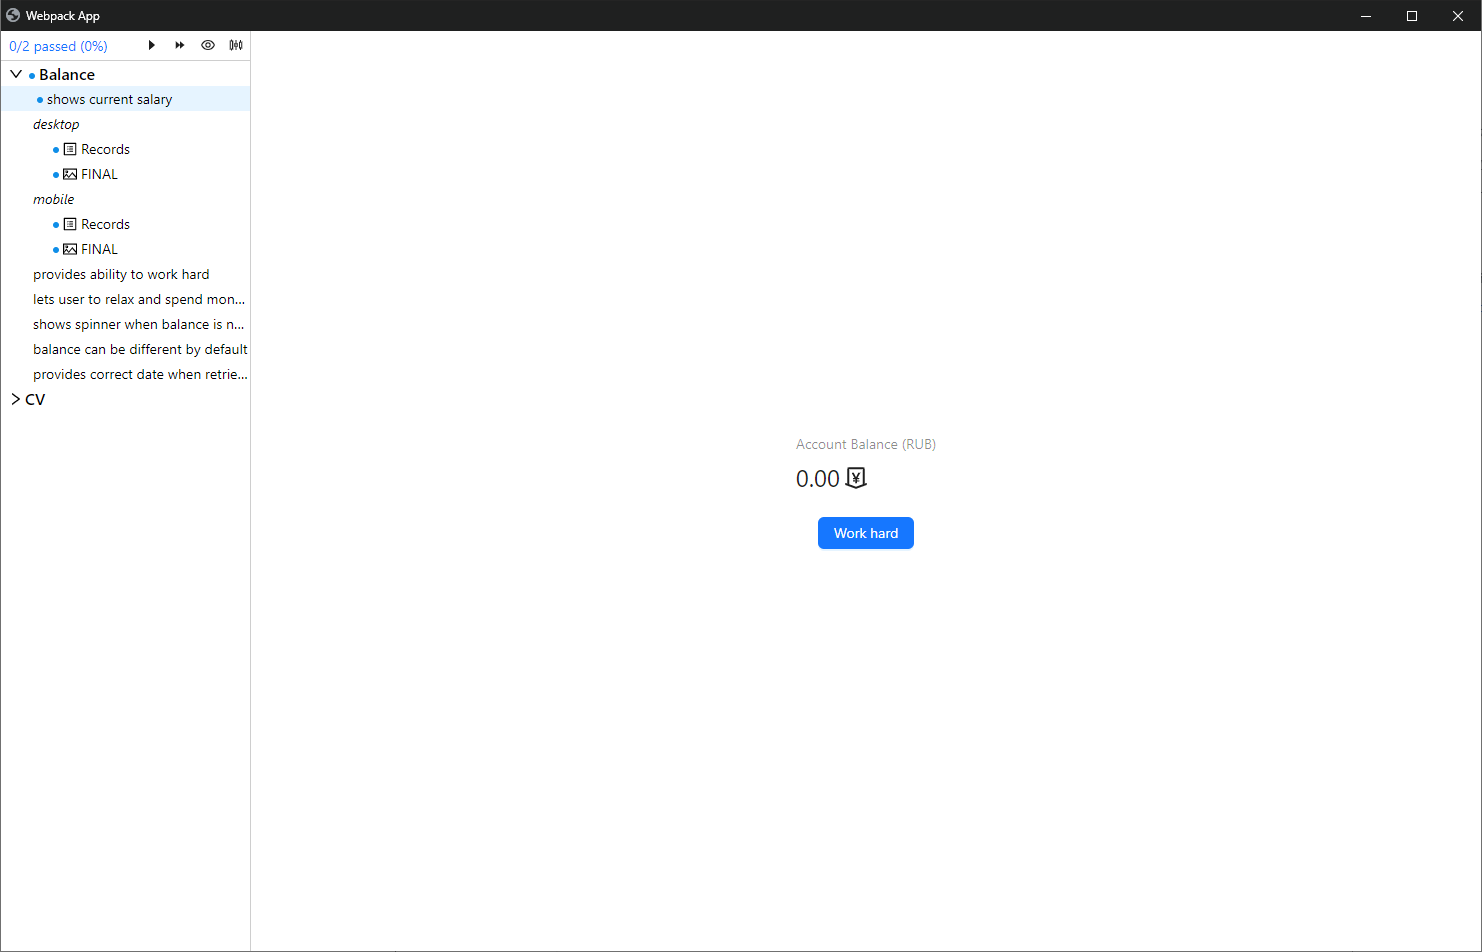 Webpack App
0/2 passed (0%)
Balance
shows current salary
desktop
Records
FINAL
mobile
Records
FINAL
provides ability to work hard
lets user to relax and spend mon...
shows spinner when balance is n...
balance can be different by default
provides correct date when retrie...
CV
Account Balance (RUB)
0.00 ¥
Work hard